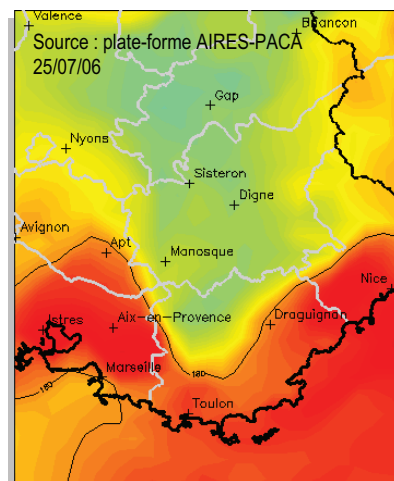 Valence
Briançon
Source : plate-forme AIRES-PACA
25/07/06
Gap
Nyons
Sisteron
Digne
Avignon
Apt
Manosque
Nice
Istres
Aix-en-Provence
Draguignan
Marseille
180
180
Toulon